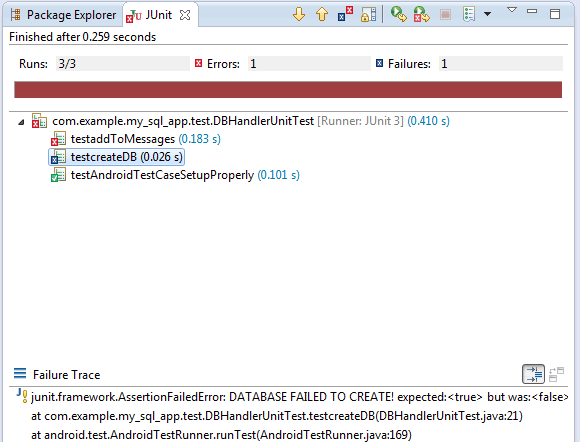 Package Explorer JUnit
Finished after 0.259 seconds
Runs: 3/3 Errors: 1 Failures: 1
com.example.my_sql_app.test.DBHandlerUnitTest [Runner: JUnit 3] (0.410 s)
testaddToMessages (0.183 s)
testcreateDB (0.026 s)
testAndroidTestCaseSetupProperly (0.101 s)
Failure Trace
junit.framework.AssertionFailedError: DATABASE FAILED TO CREATE! expected:<true> but was:<false>
at com.example.my_sql_app.test.DBHandlerUnitTest.testcreateDB(DBHandlerUnitTest.java:21)
at android.test.AndroidTestRunner.runTest(AndroidTestRunner.java:169)